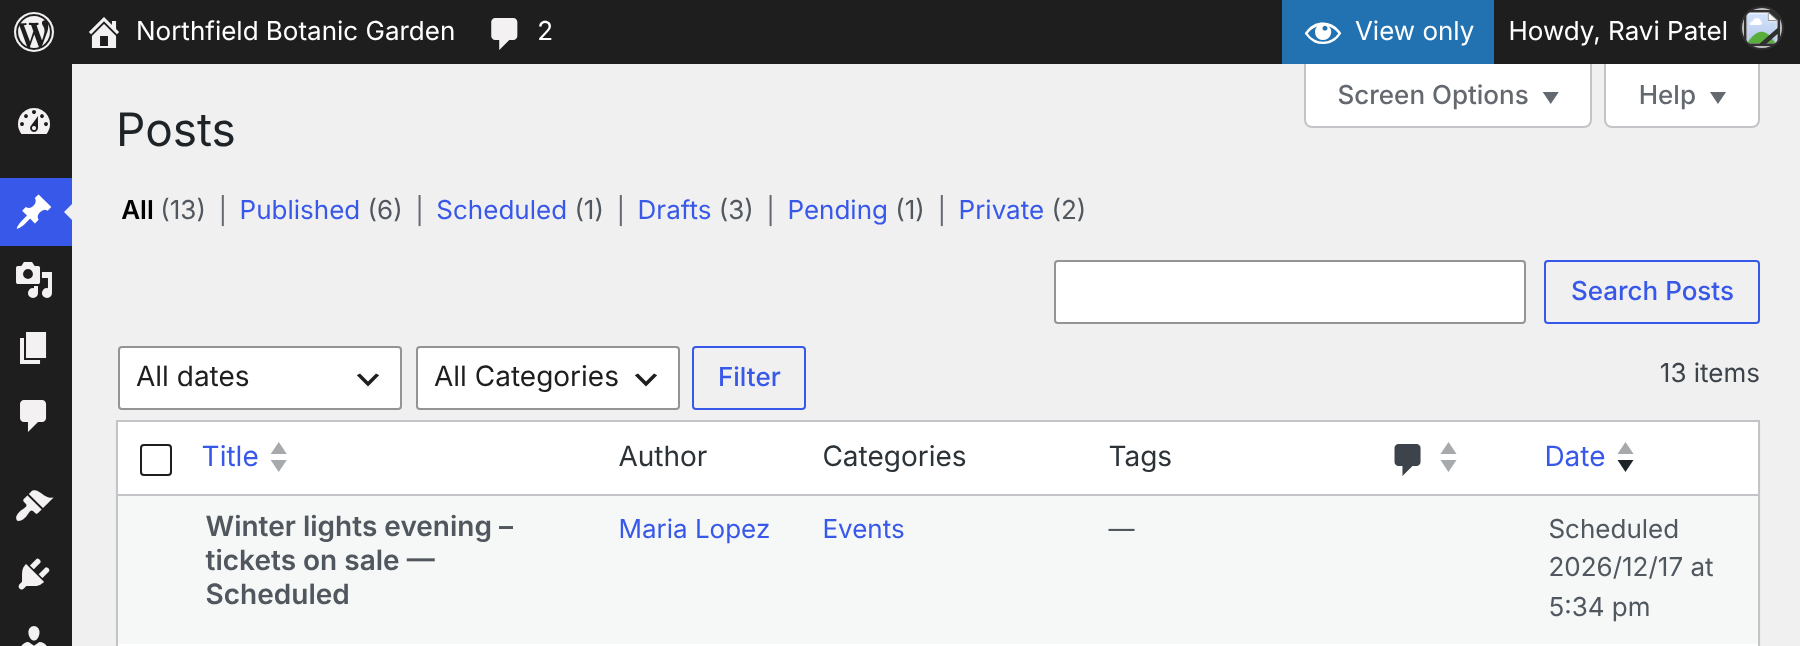 Northfield Botanic Garden 2 View only Howdy, Ravi Patel
Screen Options Help
Posts
All (13) | Published (6) | Scheduled (1) | Drafts (3) | Pending (1) | Private (2)
Search Posts
All dates All Categories Filter 13 items
Title Author Categories Tags Date
Winter lights evening –
tickets on sale —
Scheduled
Maria Lopez
Events
—
Scheduled
2026/12/17 at
5:34 pm